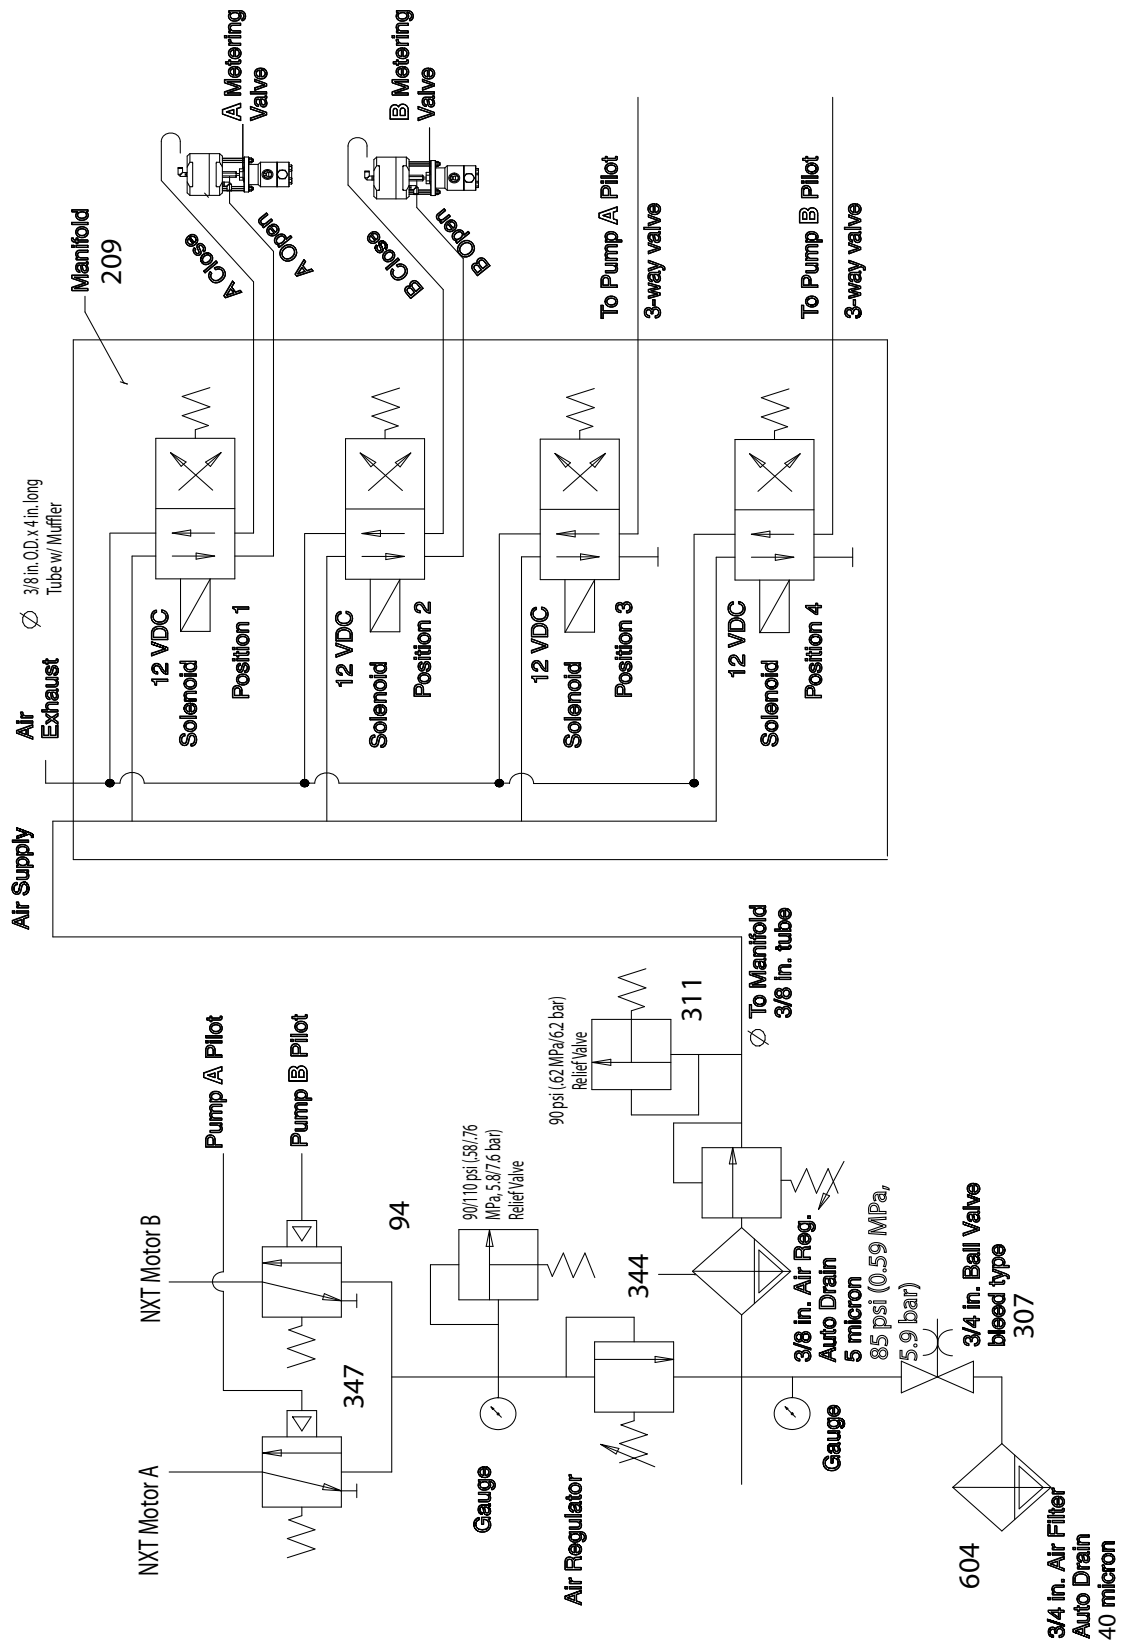 Air Supply
Air
Exhaust
3/8 in. O.D. x 4 in. long
Tube w/ Muffler
Manifold
209
A Metering
Valve
A Close
A Open
B Metering
Valve
B Close
B Open
12 VDC
Solenoid
Position 1
12 VDC
Solenoid
Position 2
12 VDC
Solenoid
Position 3
12 VDC
Solenoid
Position 4
To Pump A Pilot
3-way valve
To Pump B Pilot
3-way valve
NXT Motor A
NXT Motor B
Pump A Pilot
Pump B Pilot
347
94
90/110 psi (.58/.76
MPa, 5.8/7.6 bar)
Relief Valve
90 psi (.62 MPa/6.2 bar)
Relief Valve
311
To Manifold
3/8 in. tube
Gauge
Air Regulator
344
3/8 in. Air Reg.
Auto Drain
5 micron
85 psi (0.59 MPa,
5.9 bar)
Gauge
3/4 in. Ball Valve
bleed type
307
604
3/4 in. Air Filter
Auto Drain
40 micron